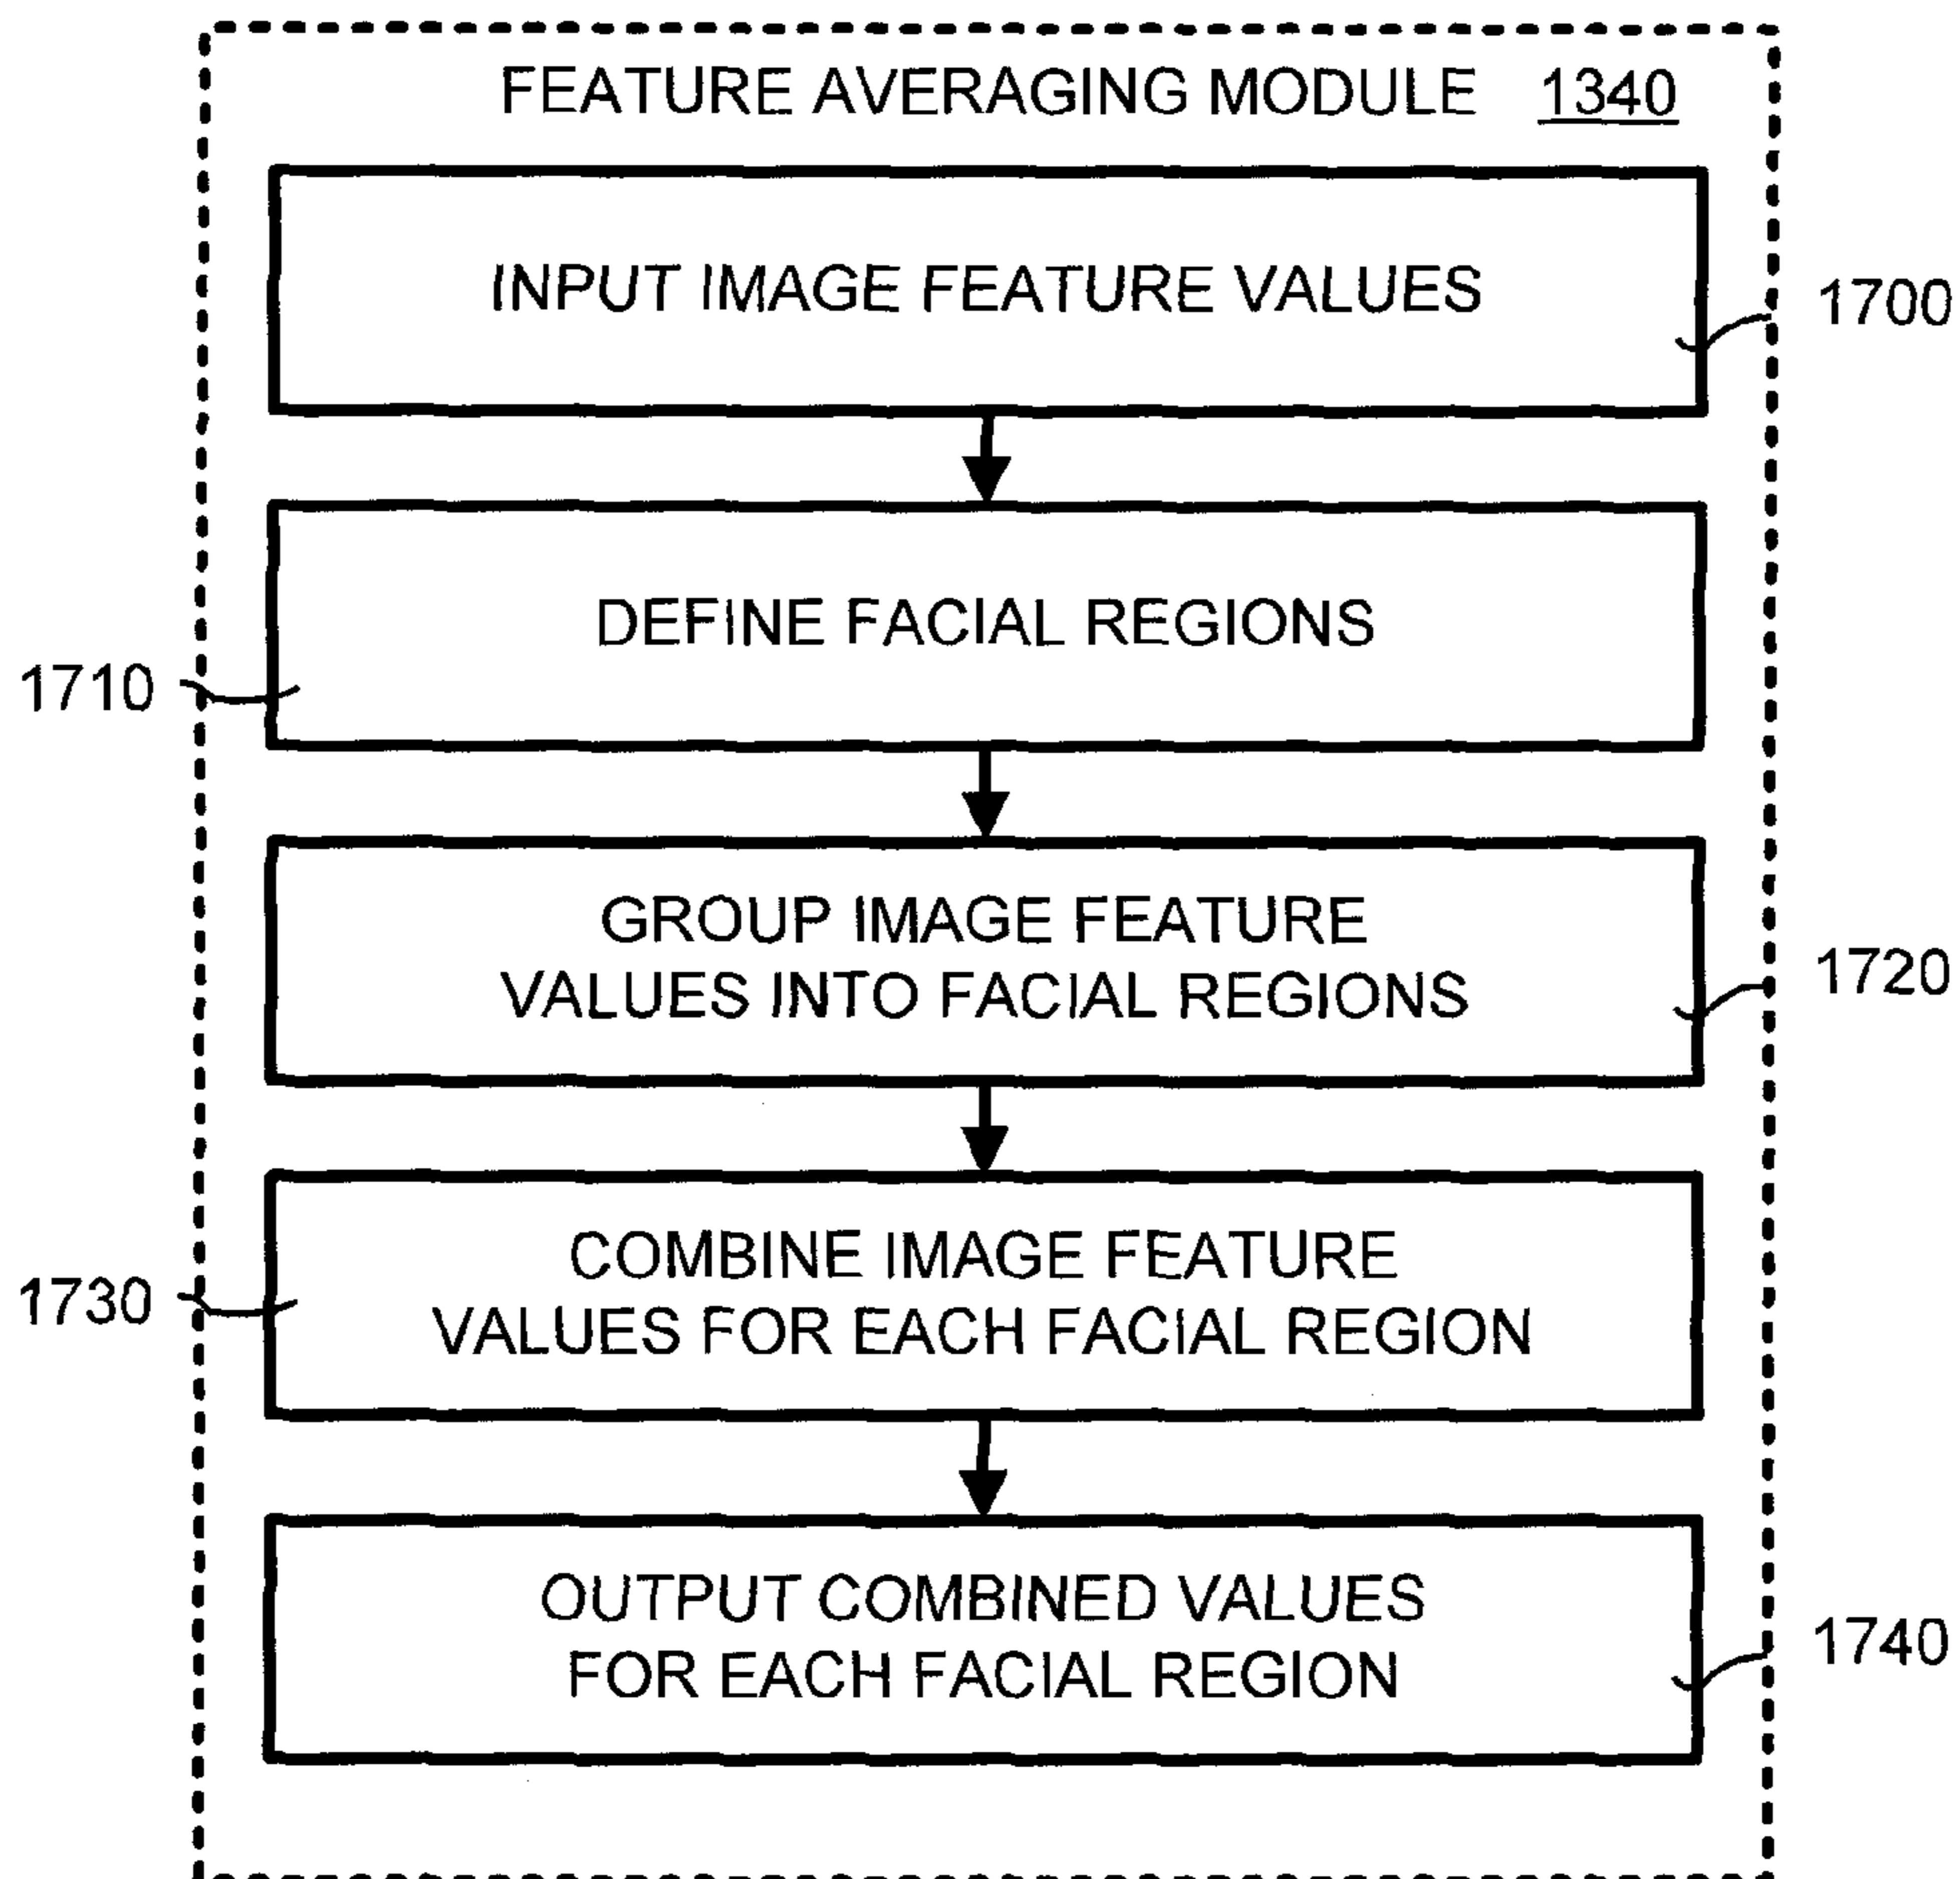 FEATURE AVERAGING MODULE 1340
INPUT IMAGE FEATURE VALUES
1700
DEFINE FACIAL REGIONS
1710
GROUP IMAGE FEATURE
VALUES INTO FACIAL REGIONS
1720
COMBINE IMAGE FEATURE
VALUES FOR EACH FACIAL REGION
1730
OUTPUT COMBINED VALUES
FOR EACH FACIAL REGION
1740